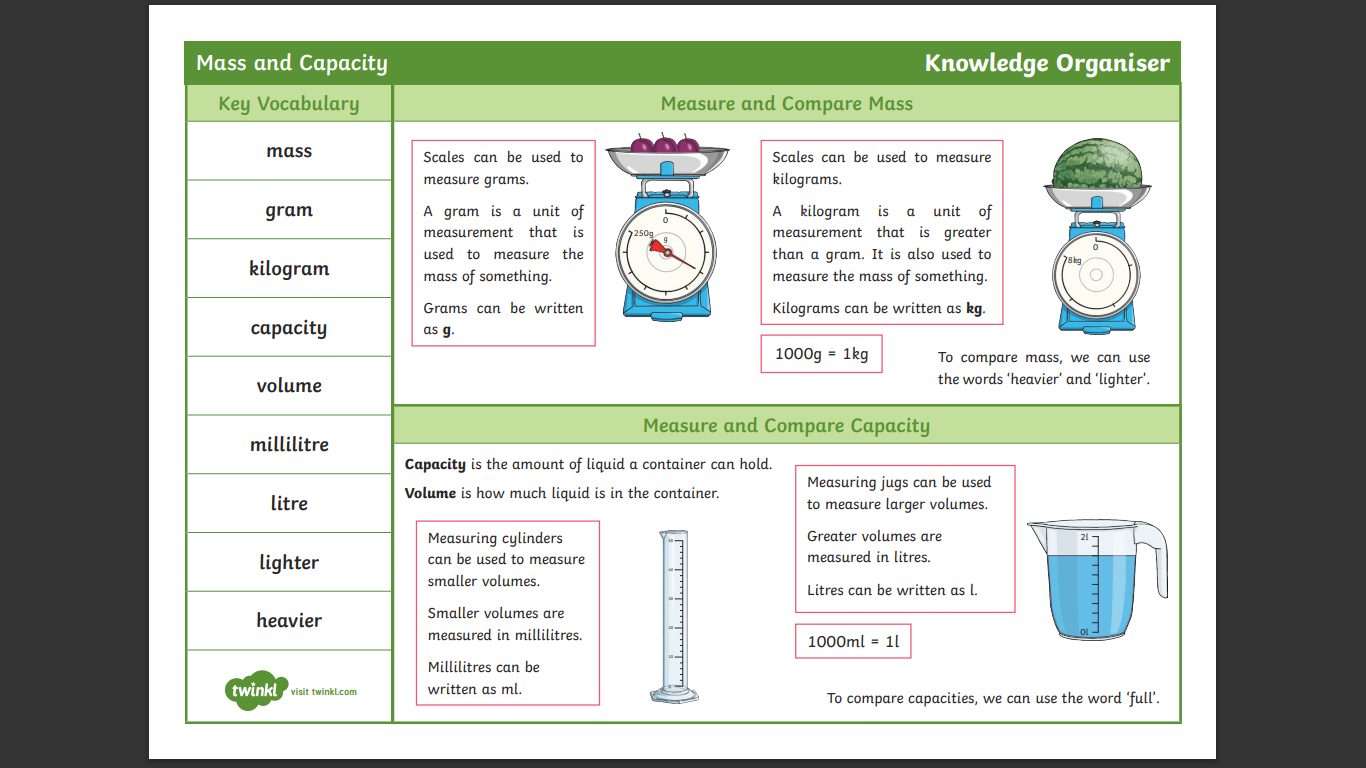 Mass and Capacity
Knowledge Organiser
Key Vocabulary
mass
gram
kilogram
capacity
volume
millilitre
litre
lighter
heavier
twinkl
visit twinkl.com
Measure and Compare Mass
Scales can be used to
measure grams.
A gram is a unit of
measurement that is
used to measure the
mass of something.
Grams can be written
as g.
0
250g
g
Scales can be used to measure
kilograms.
A kilogram is a unit of
measurement that is greater
than a gram. It is also used to
measure the mass of something.
Kilograms can be written as kg.
1000g = 1kg
0
8kg
To compare mass, we can use
the words ‘heavier’ and ‘lighter’.
Measure and Compare Capacity
Capacity is the amount of liquid a container can hold.
Volume is how much liquid is in the container.
Measuring cylinders
can be used to measure
smaller volumes.
Smaller volumes are
measured in millilitres.
Millilitres can be
written as ml.
Measuring jugs can be used
to measure larger volumes.
Greater volumes are
measured in litres.
Litres can be written as l.
1000ml = 1l
2l
0l
To compare capacities, we can use the word ‘full’.